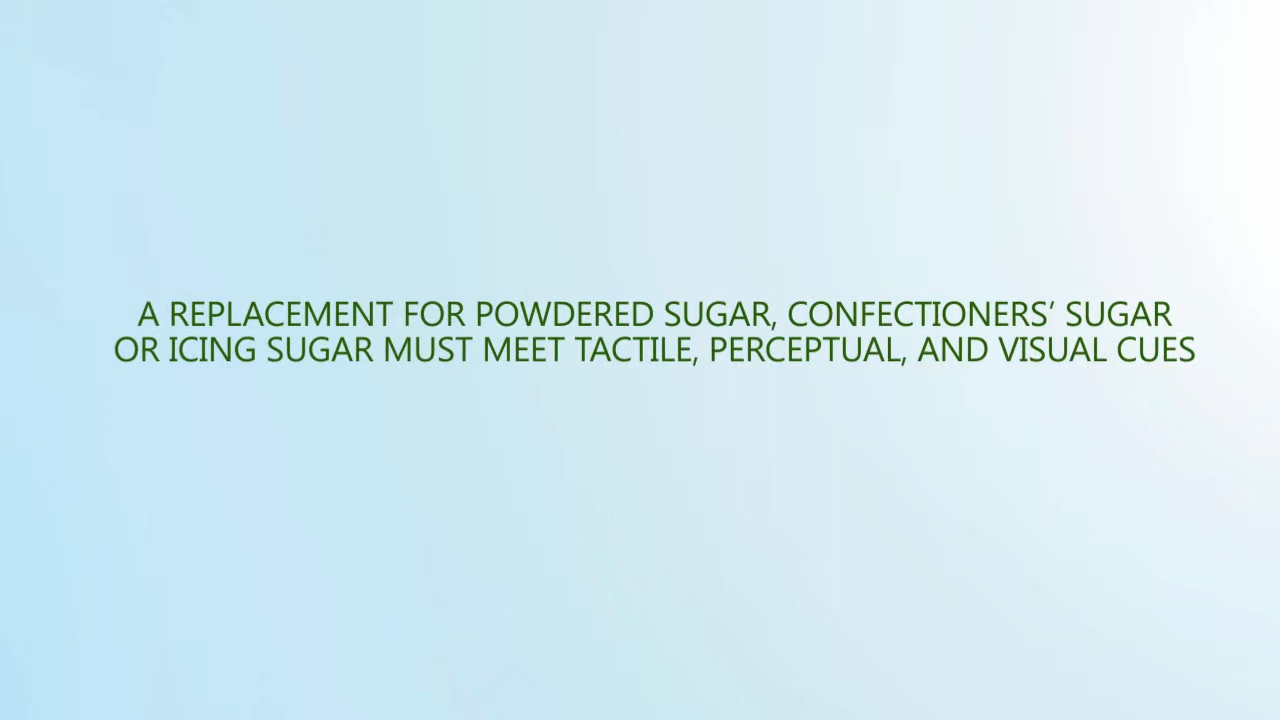 A REPLACEMENT FOR POWDERED SUGAR, CONFECTIONERS’ SUGAR
OR ICING SUGAR MUST MEET TACTILE, PERCEPTUAL, AND VISUAL CUES